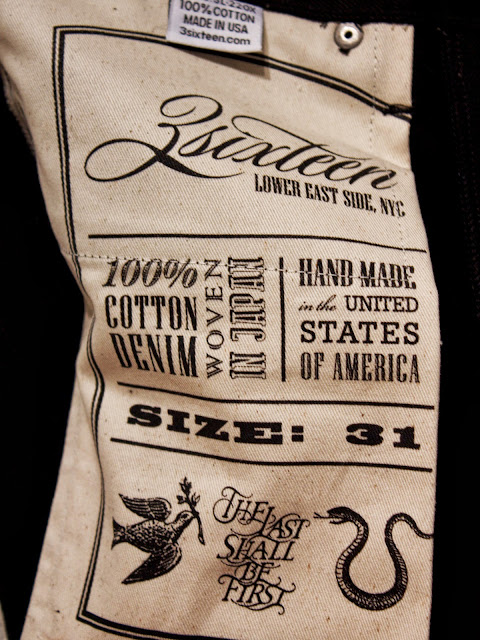 100% COTTON
MADE IN USA
3sixteen.com
3sixteen
LOWER EAST SIDE, NYC
100%
COTTON
DENIM
WOVEN
IN JAPAN
HAND MADE
in the UNITED
STATES
OF AMERICA
SIZE: 31
THE LAST
SHALL
BE
FIRST